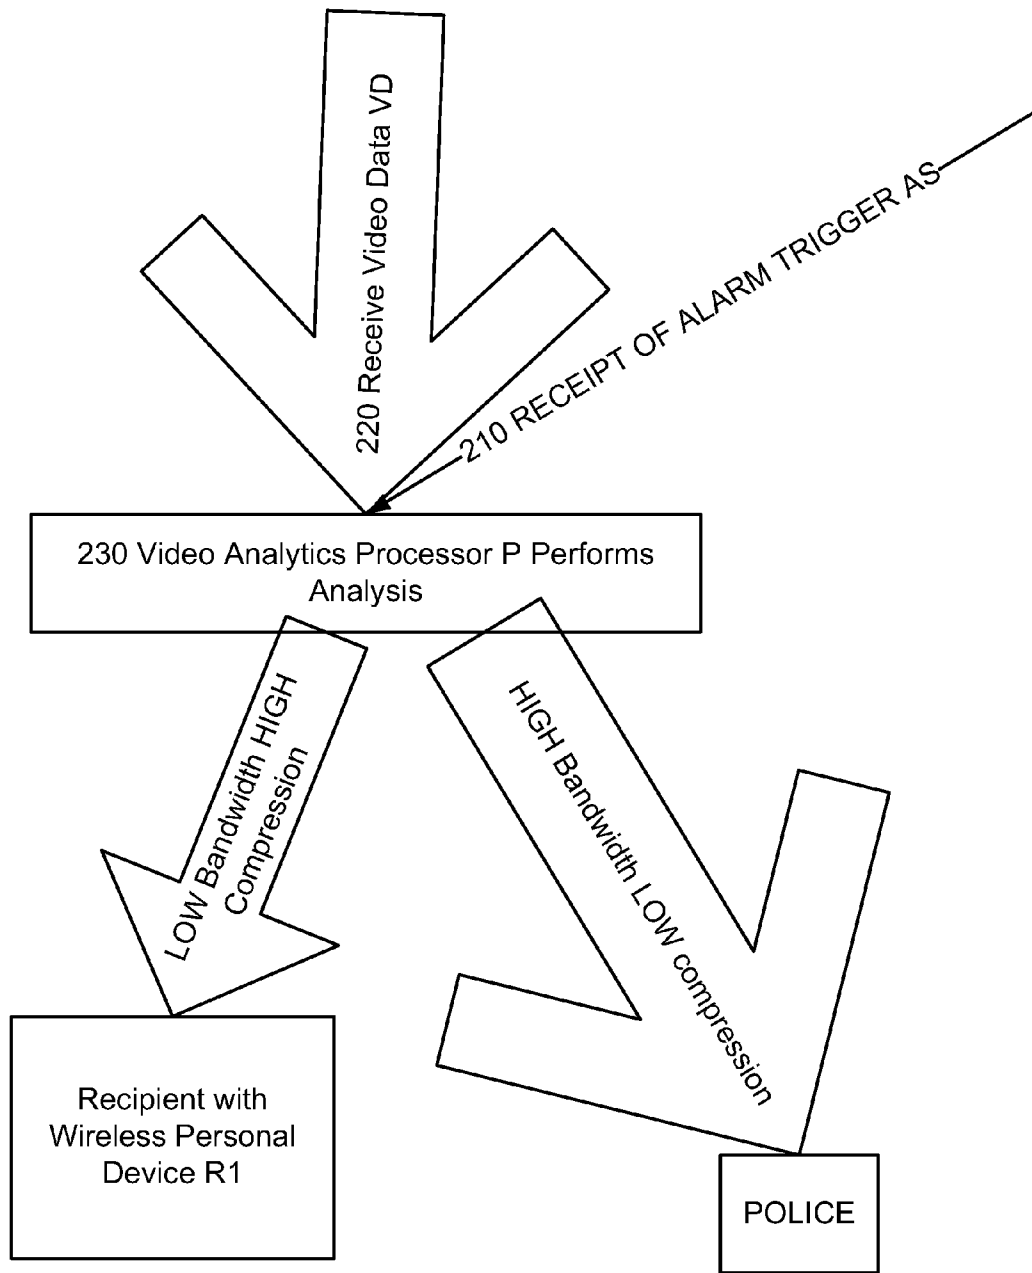 220 Receive Video Data VD
210 RECEIPT OF ALARM TRIGGER AS
230 Video Analytics Processor P Performs
Analysis
LOW Bandwidth HIGH
Compression
HIGH Bandwidth LOW compression
Recipient with
Wireless Personal
Device R1
POLICE